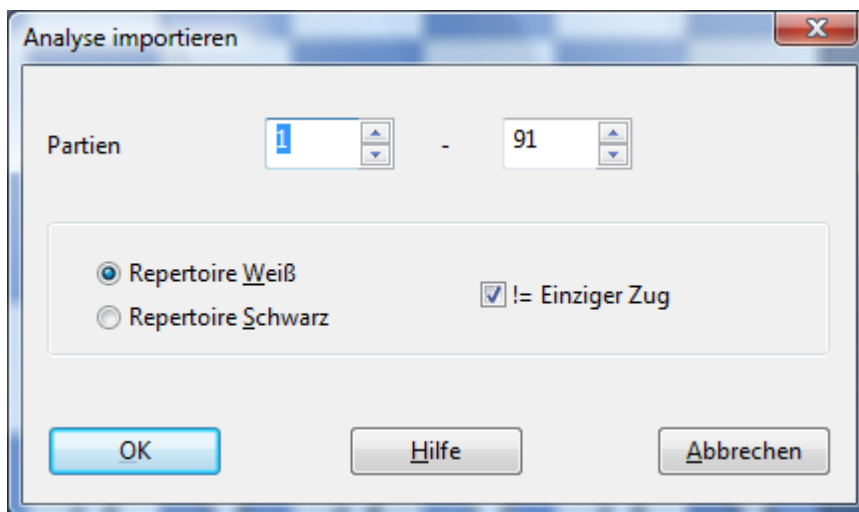 Analyse importieren
Partien 1 - 91
Repertoire Weiß
!= Einziger Zug
Repertoire Schwarz
OK Hilfe Abbrechen